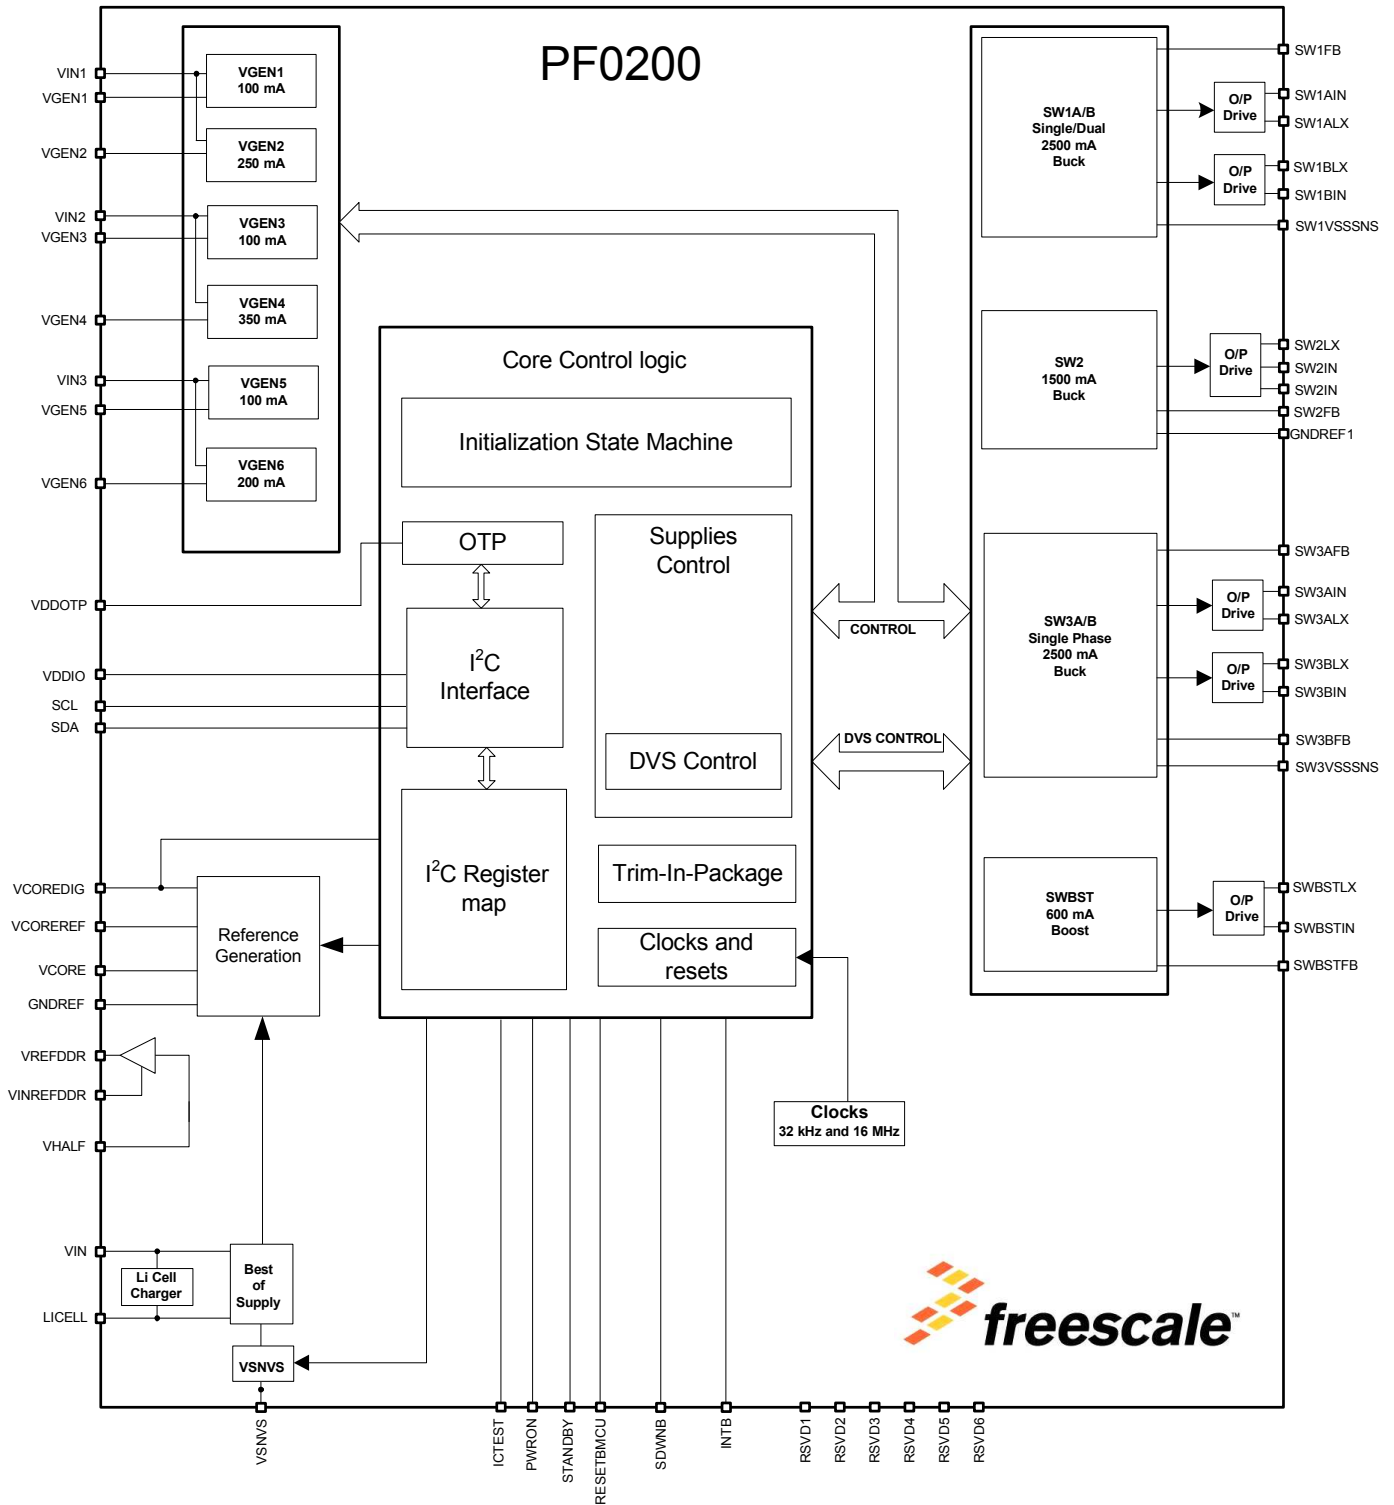 PF0200
VIN1
VGEN1
VGEN2
VIN2
VGEN3
VGEN4
VIN3
VGEN5
VGEN6
VDDOTP
VDDIO
SCL
SDA
VCOREDIG
VCOREREF
VCORE
GNDREF
VREFDDR
VINREFDDR
VHALF
VIN
LICELL
VGEN1
100 mA
VGEN2
250 mA
VGEN3
100 mA
VGEN4
350 mA
VGEN5
100 mA
VGEN6
200 mA
Core Control logic
Initialization State Machine
OTP
I²C
Interface
I²C Register
map
Supplies
Control
DVS Control
Trim-In-Package
Clocks and
resets
CONTROL
DVS CONTROL
Reference
Generation
Clocks
32 kHz and 16 MHz
Li Cell
Charger
Best
of
Supply
VSNVS
SW1A/B
Single/Dual
2500 mA
Buck
O/P
Drive
O/P
Drive
SW2
1500 mA
Buck
O/P
Drive
SW3A/B
Single Phase
2500 mA
Buck
O/P
Drive
O/P
Drive
SWBST
600 mA
Boost
O/P
Drive
SW1FB
SW1AIN
SW1ALX
SW1BLX
SW1BIN
SW1VSSSNS
SW2LX
SW2IN
SW2IN
SW2FB
GNDREF1
SW3AFB
SW3AIN
SW3ALX
SW3BLX
SW3BIN
SW3BFB
SW3VSSSNS
SWBSTLX
SWBSTIN
SWBSTFB
freescale™
VSNVS
ICTEST
PWRON
STANDBY
RESETBMCU
SDWNB
INTB
RSVD1
RSVD2
RSVD3
RSVD4
RSVD5
RSVD6